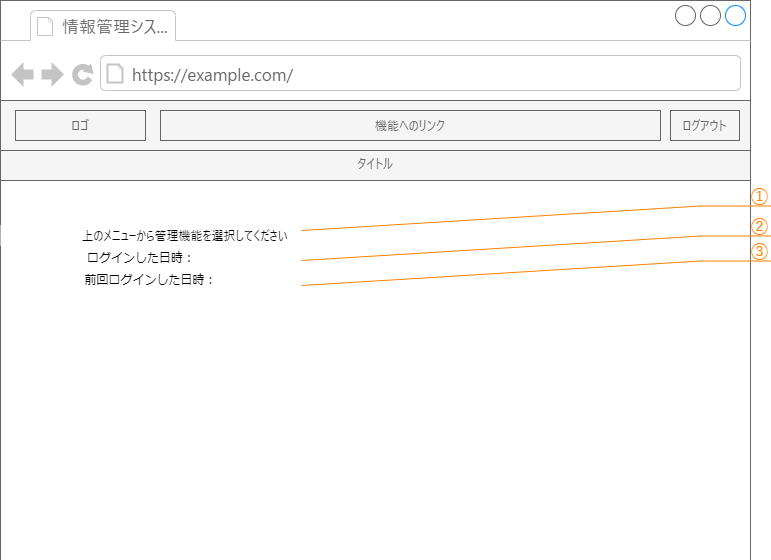 情報管理シス...
https://example.com/
ロゴ
機能へのリンク
ログアウト
タイトル
①
上のメニューから管理機能を選択してください
②
ログインした日時：
③
前回ログインした日時：